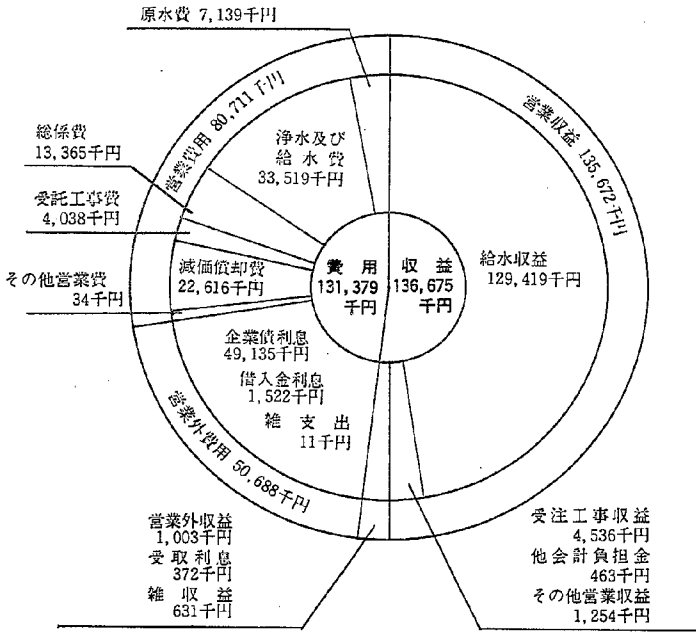 原水費 7,139千円
営業費用 80,711千円
営業収益 135,672千円
総係費
13,365千円
浄水及び
給水費
33,519千円
受託工事費
4,038千円
減価償却費
22,616千円
費用
131,379
千円
収益
136,675
千円
給水収益
129,419千円
その他営業費
34千円
企業債利息
49,135千円
借入金利息
1,522千円
雑支出
11千円
営業外費用 50,688千円
営業外収益
1,003千円
受取利息
372千円
雑収益
631千円
受注工事収益
4,536千円
他会計負担金
463千円
その他営業収益
1,254千円